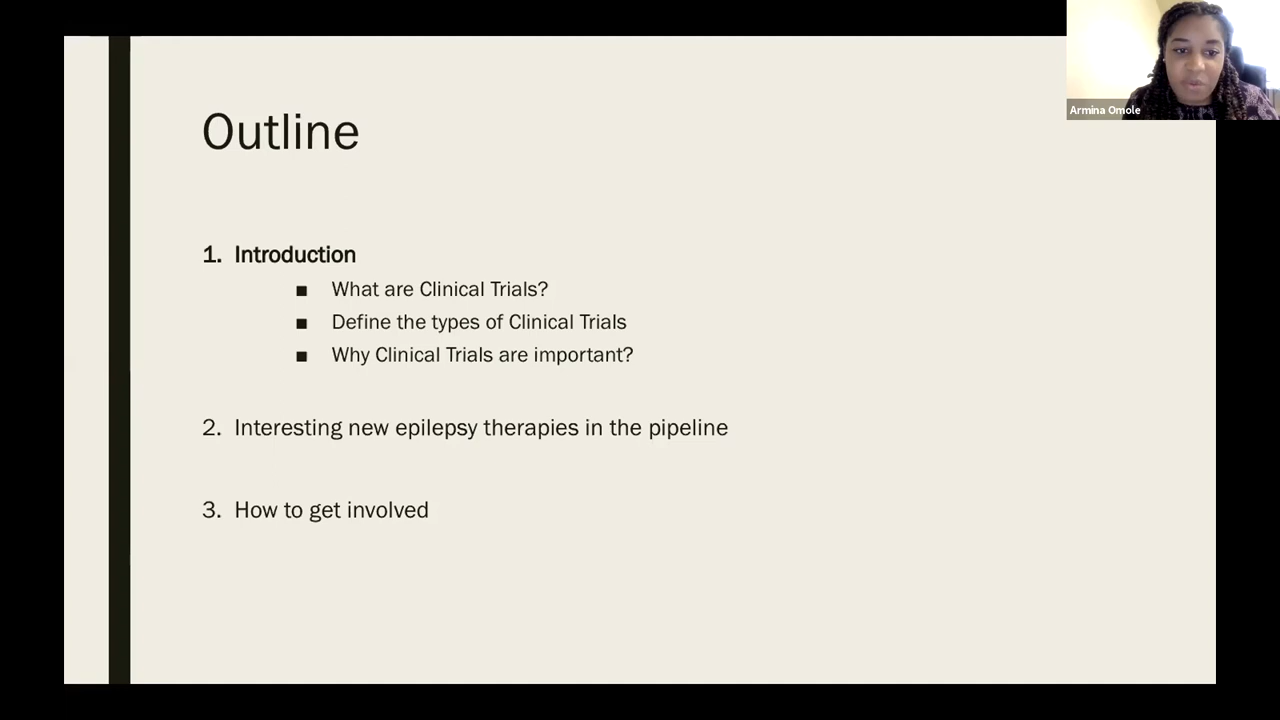 Armina Omole
Outline
1. Introduction
■ What are Clinical Trials?
■ Define the types of Clinical Trials
■ Why Clinical Trials are important?
2. Interesting new epilepsy therapies in the pipeline
3. How to get involved